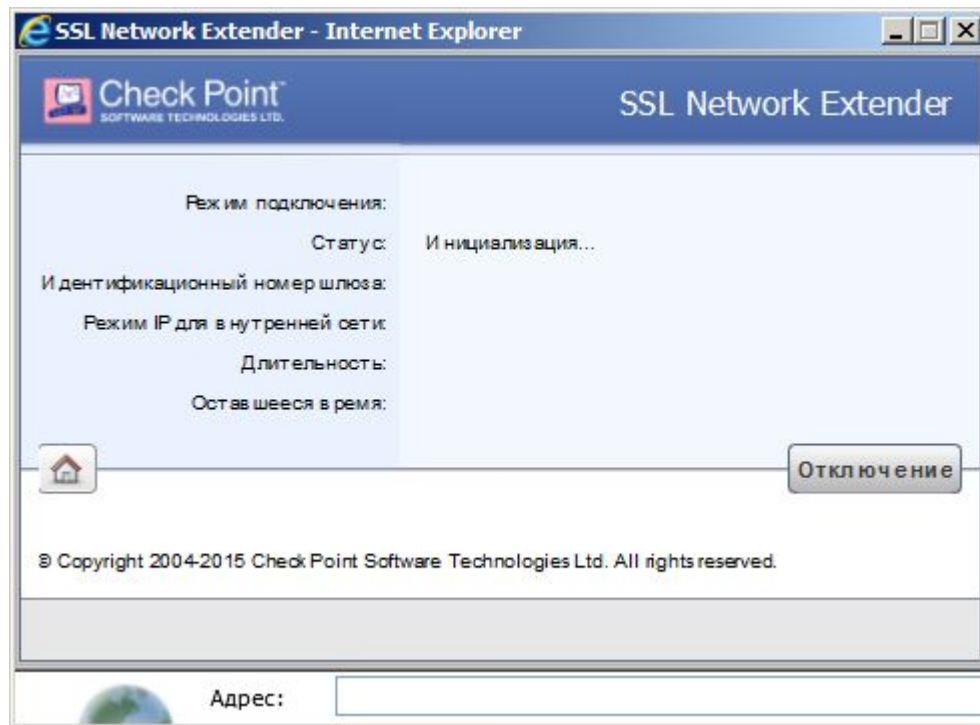 SSL Network Extender - Internet Explorer
Check Point™
SOFTWARE TECHNOLOGIES LTD.
SSL Network Extender
Режим подключения:
Статус: Инициализация...
Идентификационный номер шлюза:
Режим IP для внутренней сети:
Длительность:
Оставшееся время:
Отключение
© Copyright 2004-2015 Check Point Software Technologies Ltd. All rights reserved.
Адрес: